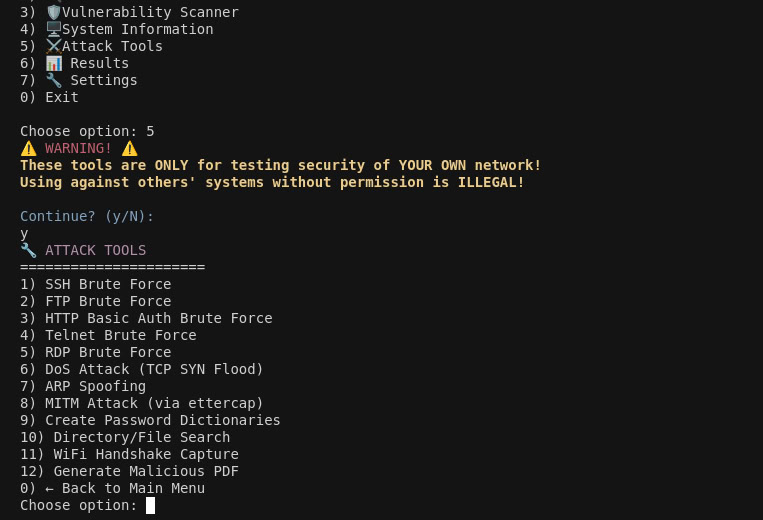 3) 🛡️Vulnerability Scanner
4) 🖥️System Information
5) ⚔️Attack Tools
6) 📊 Results
7) 🔧 Settings
0) Exit
Choose option: 5
⚠️ WARNING! ⚠️
These tools are ONLY for testing security of YOUR OWN network!
Using against others' systems without permission is ILLEGAL!
Continue? (y/N):
y
🔧 ATTACK TOOLS
======================
1) SSH Brute Force
2) FTP Brute Force
3) HTTP Basic Auth Brute Force
4) Telnet Brute Force
5) RDP Brute Force
6) DoS Attack (TCP SYN Flood)
7) ARP Spoofing
8) MITM Attack (via ettercap)
9) Create Password Dictionaries
10) Directory/File Search
11) WiFi Handshake Capture
12) Generate Malicious PDF
0) ← Back to Main Menu
Choose option: